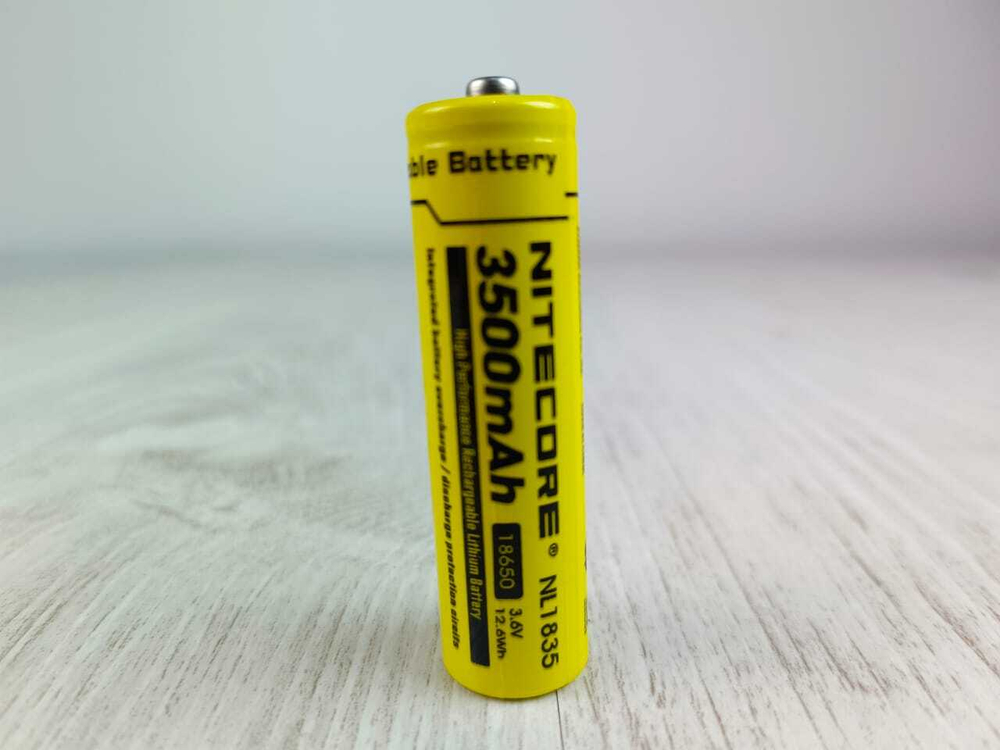 ble Battery
NITECORE® NL1835
3500mAh 18650 3.6V
12.6Wh
High Performance Rechargeable Lithium Battery
Integrated battery overcharge / discharge protection circits